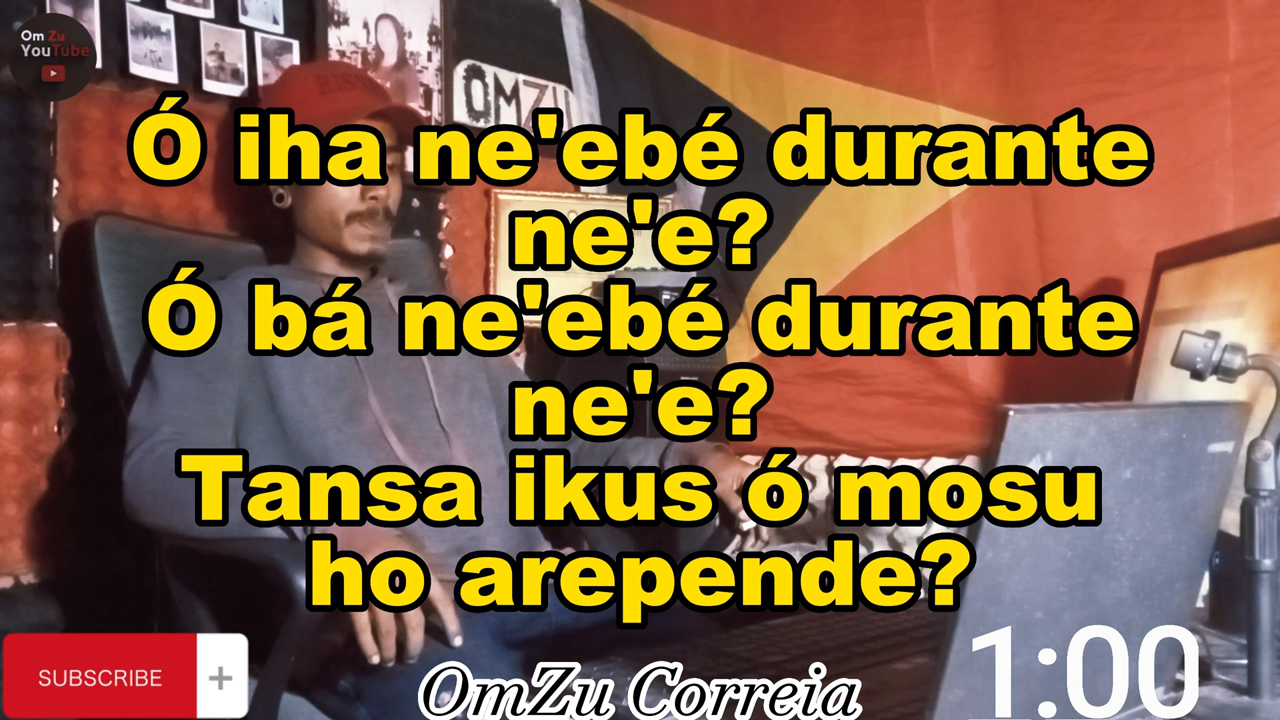 Om Zu
YouTube
OMZU
Ó iha ne'ebé durante
ne'e?
Ó bá ne'ebé durante
ne'e?
Tansa ikus ó mosu
ho arepende?
SUBSCRIBE +
OmZu Correia
1:00